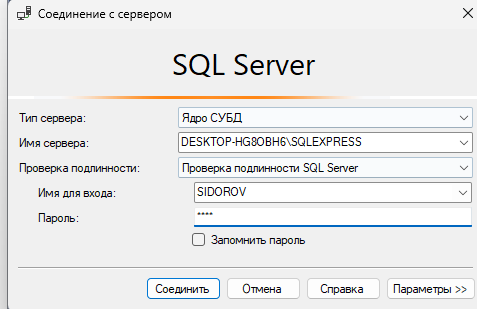 Соединение с сервером
SQL Server
Тип сервера: Ядро СУБД
Имя сервера: DESKTOP-HG8OBH6\SQLEXPRESS
Проверка подлинности: Проверка подлинности SQL Server
Имя для входа: SIDOROV
Пароль: ****
Запомнить пароль
Соединить Отмена Справка Параметры >>